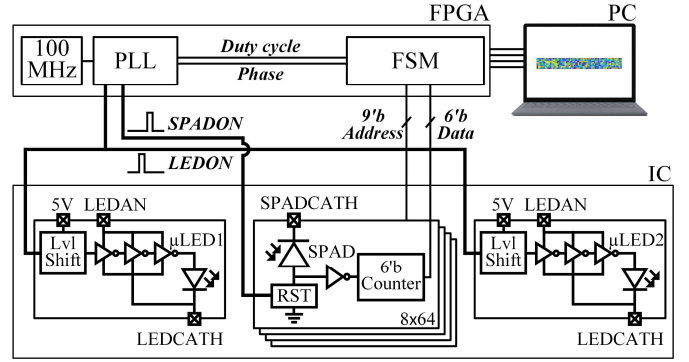 FPGA
PC
100
MHz
PLL
Duty cycle
Phase
FSM
SPADON
LEDON
9'b
Address
6'b
Data
IC
5V
LEDAN
Lvl
Shift
μLED1
LEDCATH
SPADCATH
SPAD
RST
6'b
Counter
8x64
5V
LEDAN
Lvl
Shift
μLED2
LEDCATH